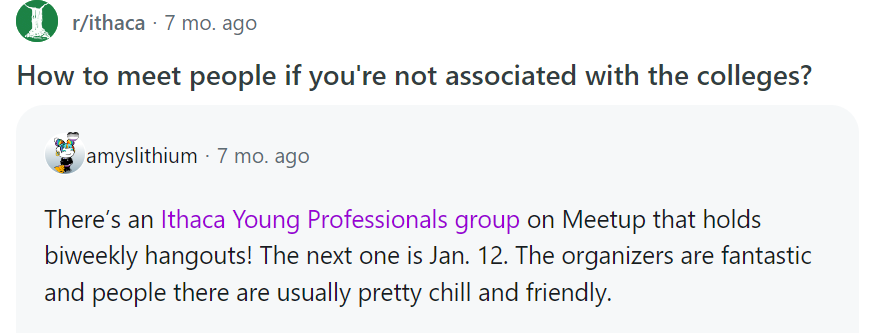 r/ithaca · 7 mo. ago
How to meet people if you're not associated with the colleges?
amyslithium · 7 mo. ago
There’s an Ithaca Young Professionals group on Meetup that holds
biweekly hangouts! The next one is Jan. 12. The organizers are fantastic
and people there are usually pretty chill and friendly.